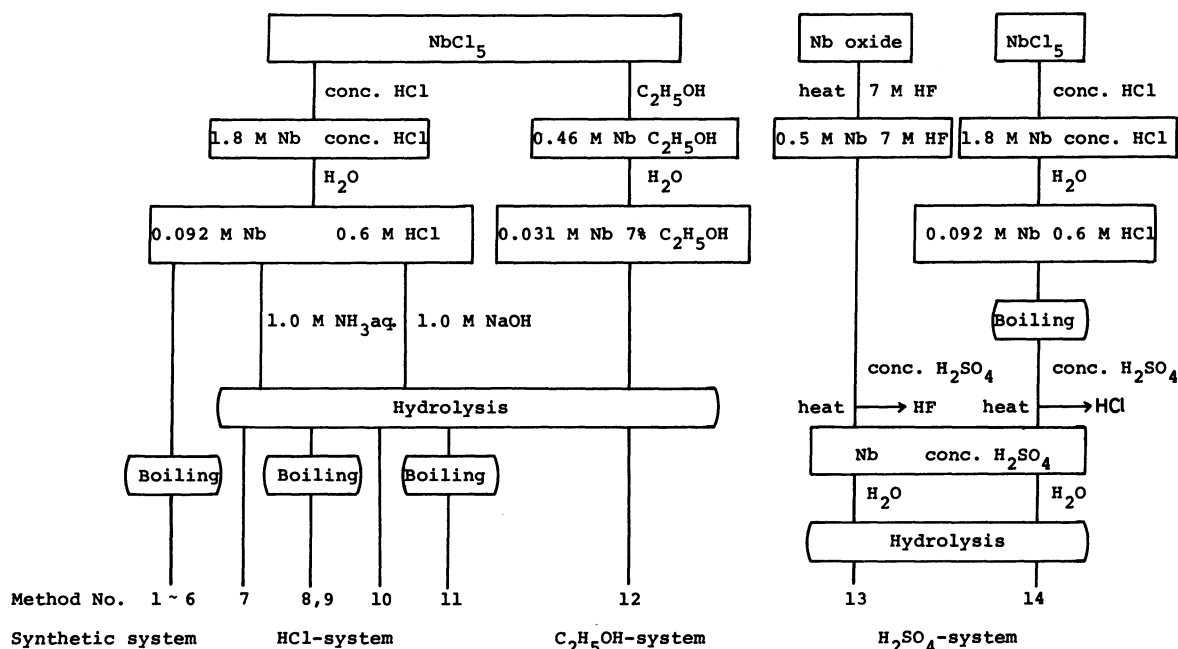 NbCl5 Nb oxide NbCl5
conc. HCl C2H5OH heat 7 M HF conc. HCl
1.8 M Nb conc. HCl 0.46 M Nb C2H5OH 0.5 M Nb 7 M HF 1.8 M Nb conc. HCl
H2O H2O H2O
0.092 M Nb 0.6 M HCl 0.031 M Nb 7% C2H5OH 0.092 M Nb 0.6 M HCl
1.0 M NH3aq. 1.0 M NaOH Boiling
conc. H2SO4 conc. H2SO4
Hydrolysis heat HF heat HCl
Boiling Boiling Boiling Nb conc. H2SO4
H2O H2O
Hydrolysis
Method No. 1 ~ 6 7 8,9 10 11 12 13 14
Synthetic system HCl-system C2H5OH-system H2SO4-system